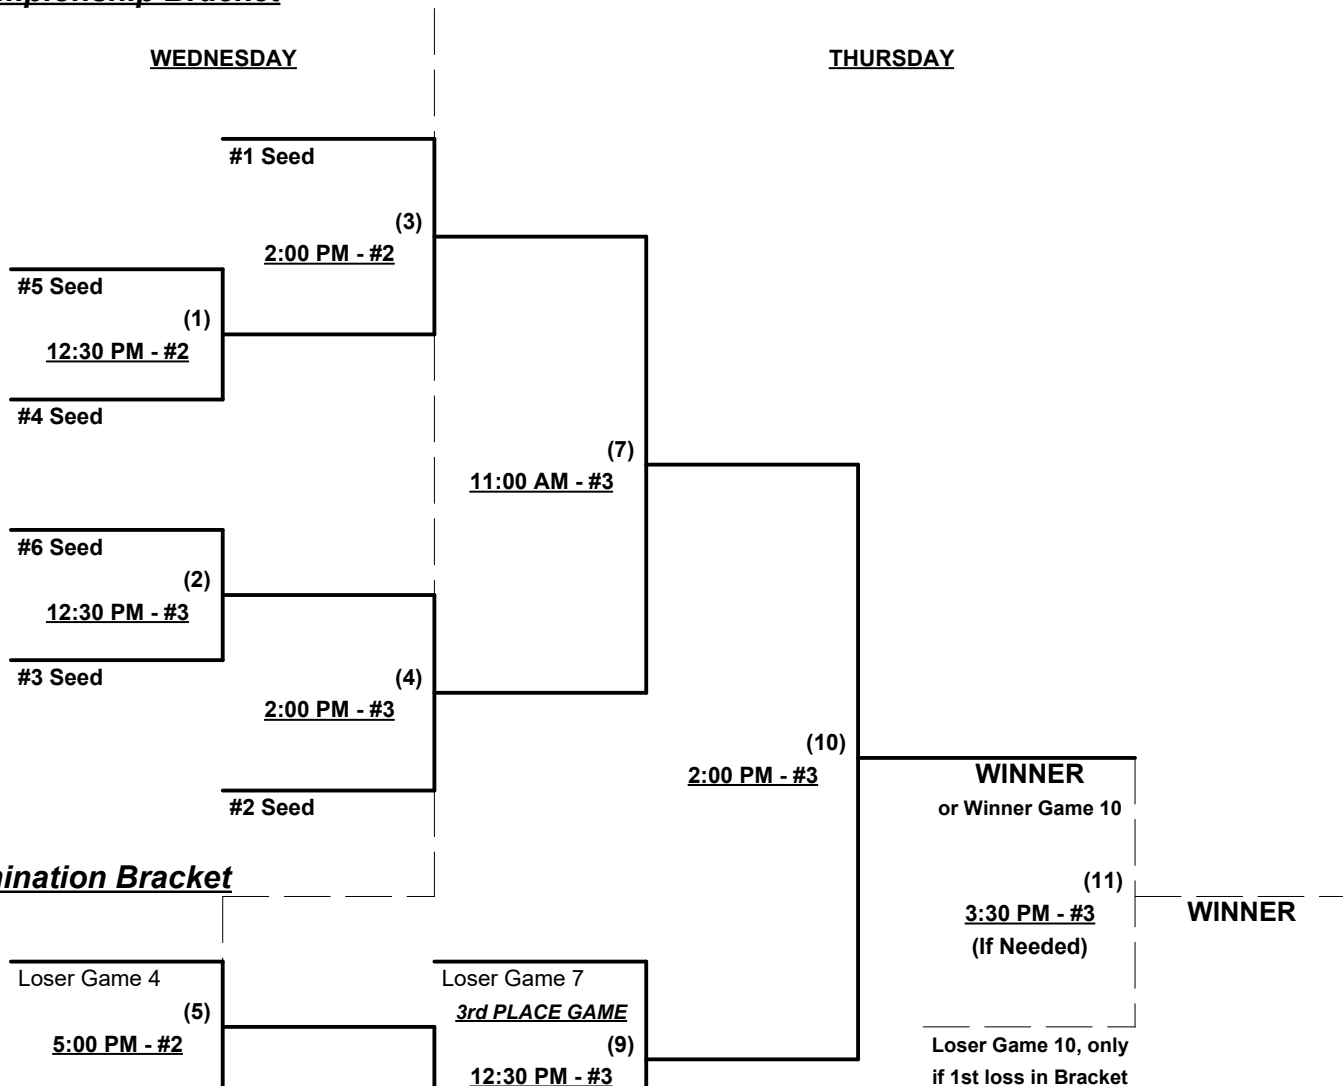 Bracket
WEDNESDAY
THURSDAY
#1 Seed
(3)
2:00 PM - #2
#5 Seed
(1)
12:30 PM - #2
#4 Seed
(7)
11:00 AM - #3
#6 Seed
(2)
12:30 PM - #3
#3 Seed
(4)
2:00 PM - #3
#2 Seed
(10)
2:00 PM - #3
WINNER
or Winner Game 10
Bracket
(11)
3:30 PM - #3
(If Needed)
WINNER
Loser Game 4
(5)
5:00 PM - #2
Loser Game 7
3rd PLACE GAME
(9)
12:30 PM - #3
Loser Game 10, only
if 1st loss in Bracket